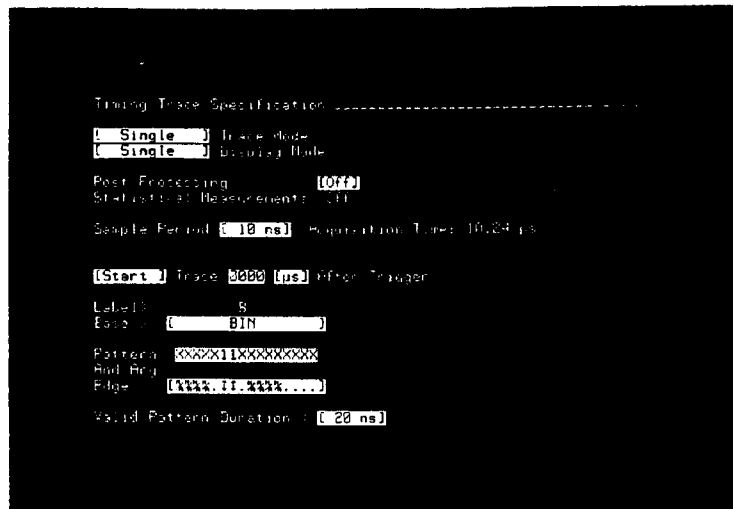 Timing Trace Specification
[ Single ] Trace Mode
[ Single ] Display Mode
Post Processing [Off]
Statistical Measurements Off
Sample Period [ 10 ns] Acquisition Time: 10.24 µs
[Start ] Trace 3000 [µs] After Trigger
Label> B
Base > [ BIN ]
Pattern XXXXX11XXXXXXXXX
And Any
Edge [%%%%.II.%%%%....]
Valid Pattern Duration : [ 20 ns]